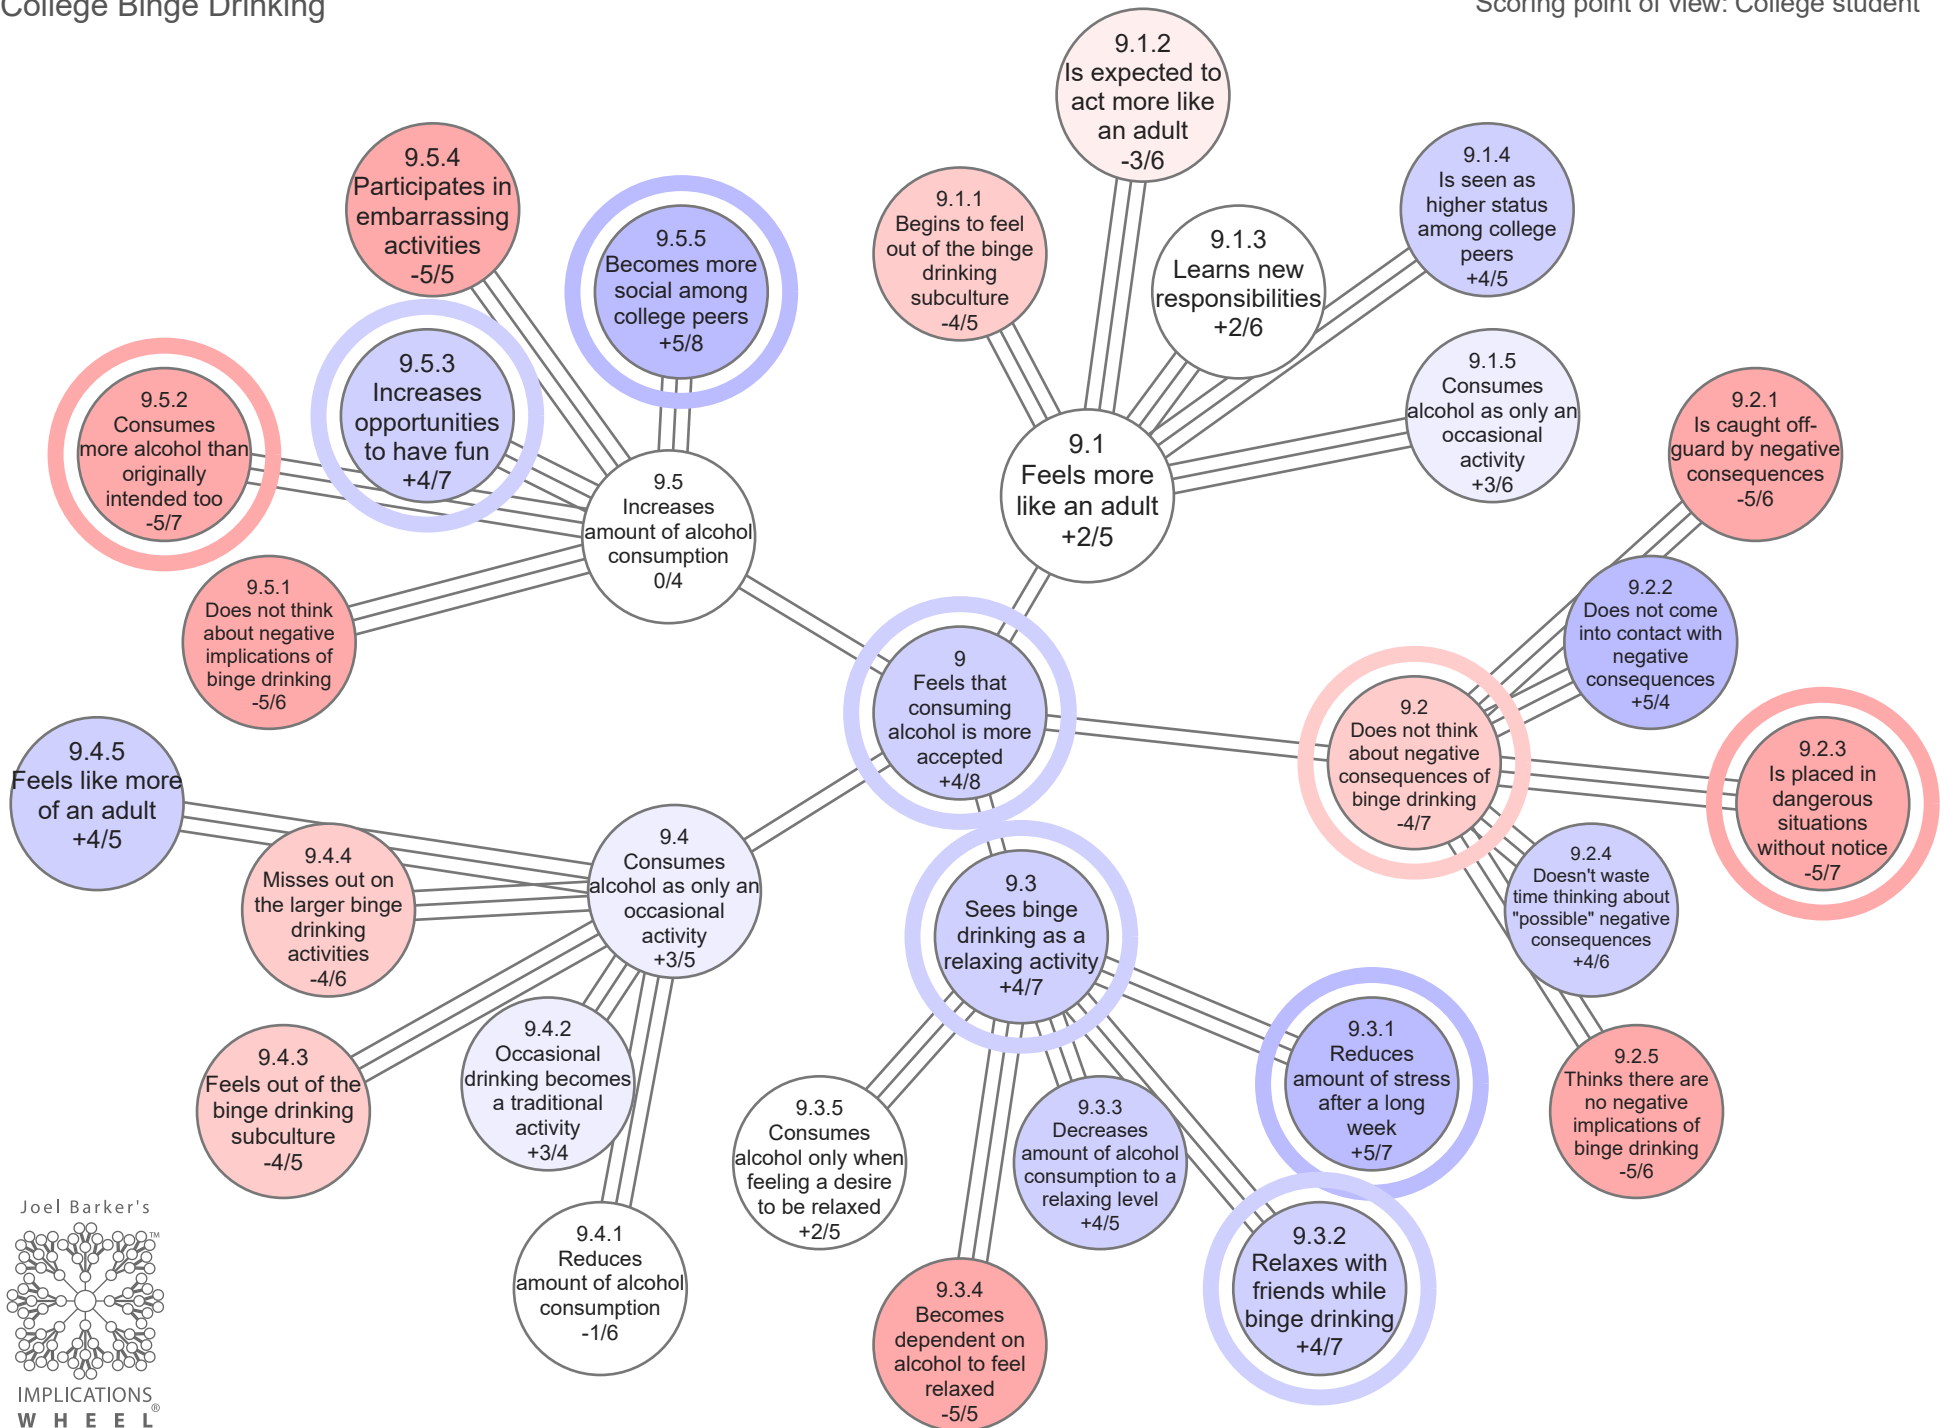 College Binge Drinking
Scoring point of view: College student
9.1.2
Is expected to
act more like
an adult
-3/6
9.5.4
Participates in
embarrassing
activities
-5/5
9.1.4
Is seen as
higher status
among college
peers
+4/5
9.1.1
Begins to feel
out of the binge
drinking
subculture
-4/5
9.5.5
Becomes more
social among
college peers
+5/8
9.1.3
Learns new
responsibilities
+2/6
9.5.3
Increases
opportunities
to have fun
+4/7
9.1.5
Consumes
alcohol as only an
occasional
activity
+3/6
9.5.2
Consumes
more alcohol than
originally
intended too
-5/7
9.2.1
Is caught off-
guard by negative
consequences
-5/6
9.1
Feels more
like an adult
+2/5
9.5
Increases
amount of alcohol
consumption
0/4
9.5.1
Does not think
about negative
implications of
binge drinking
-5/6
9.2.2
Does not come
into contact with
negative
consequences
+5/4
9
Feels that
consuming
alcohol is more
accepted
+4/8
9.2
Does not think
about negative
consequences of
binge drinking
-4/7
9.4.5
Feels like more
of an adult
+4/5
9.2.3
Is placed in
dangerous
situations
without notice
-5/7
9.4
Consumes
alcohol as only an
occasional
activity
+3/5
9.4.4
Misses out on
the larger binge
drinking
activities
-4/6
9.3
Sees binge
drinking as a
relaxing activity
+4/7
9.2.4
Doesn't waste
time thinking about
"possible" negative
consequences
+4/6
9.4.3
Feels out of the
binge drinking
subculture
-4/5
9.4.2
Occasional
drinking becomes
a traditional
activity
+3/4
9.3.1
Reduces
amount of stress
after a long
week
+5/7
9.2.5
Thinks there are
no negative
implications of
binge drinking
-5/6
9.3.5
Consumes
alcohol only when
feeling a desire
to be relaxed
+2/5
9.3.3
Decreases
amount of alcohol
consumption to a
relaxing level
+4/5
9.4.1
Reduces
amount of alcohol
consumption
-1/6
9.3.2
Relaxes with
friends while
binge drinking
+4/7
9.3.4
Becomes
dependent on
alcohol to feel
relaxed
-5/5
Joel Barker's
TM
IMPLICATIONS
WHEEL®